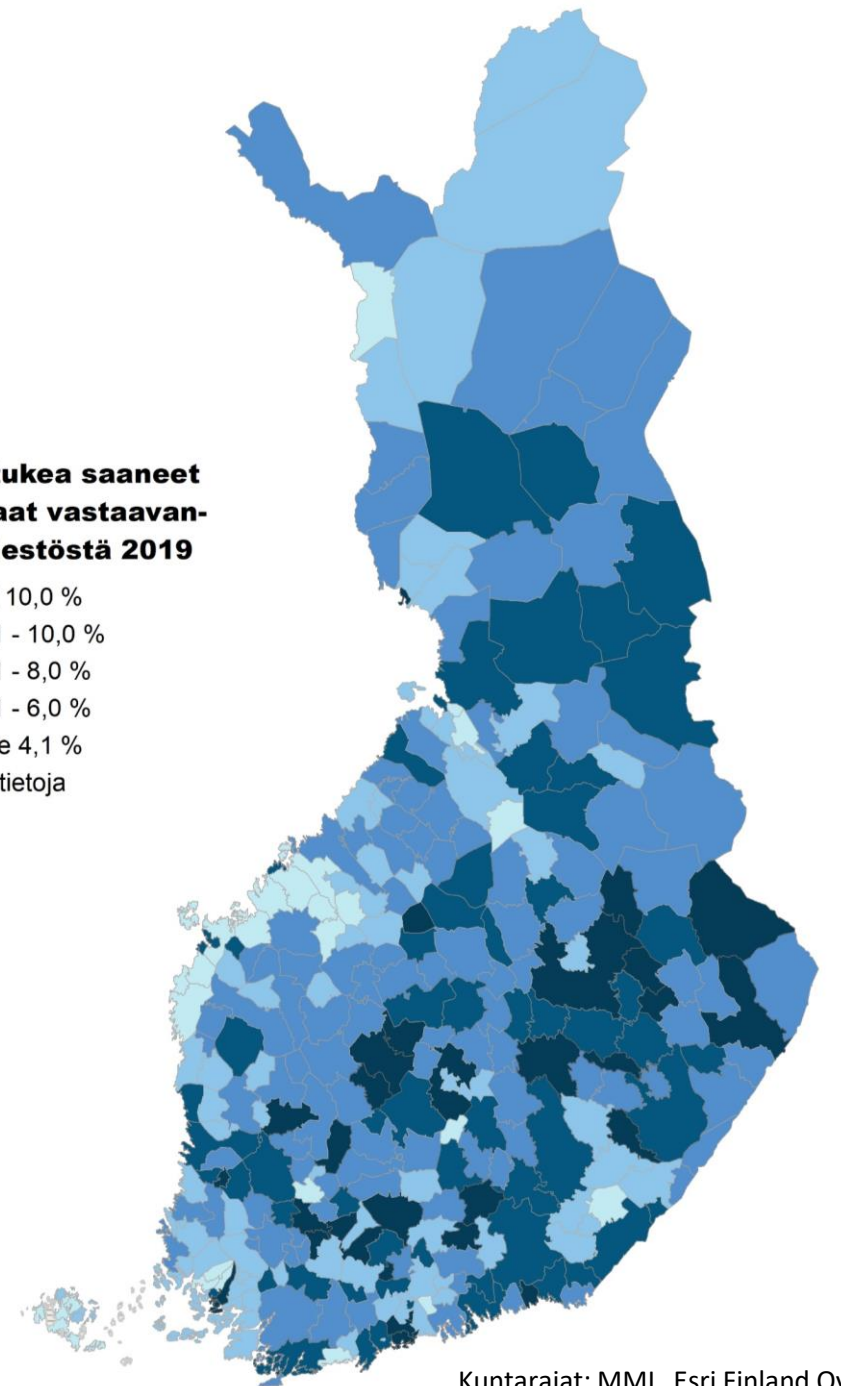 tukea saaneet
aat vastaavan-
estöstä 2019
10,0 %
- 10,0 %
- 8,0 %
- 6,0 %
e 4,1 %
tietoja
Kuntarajat: MML, Esri Finland Oy